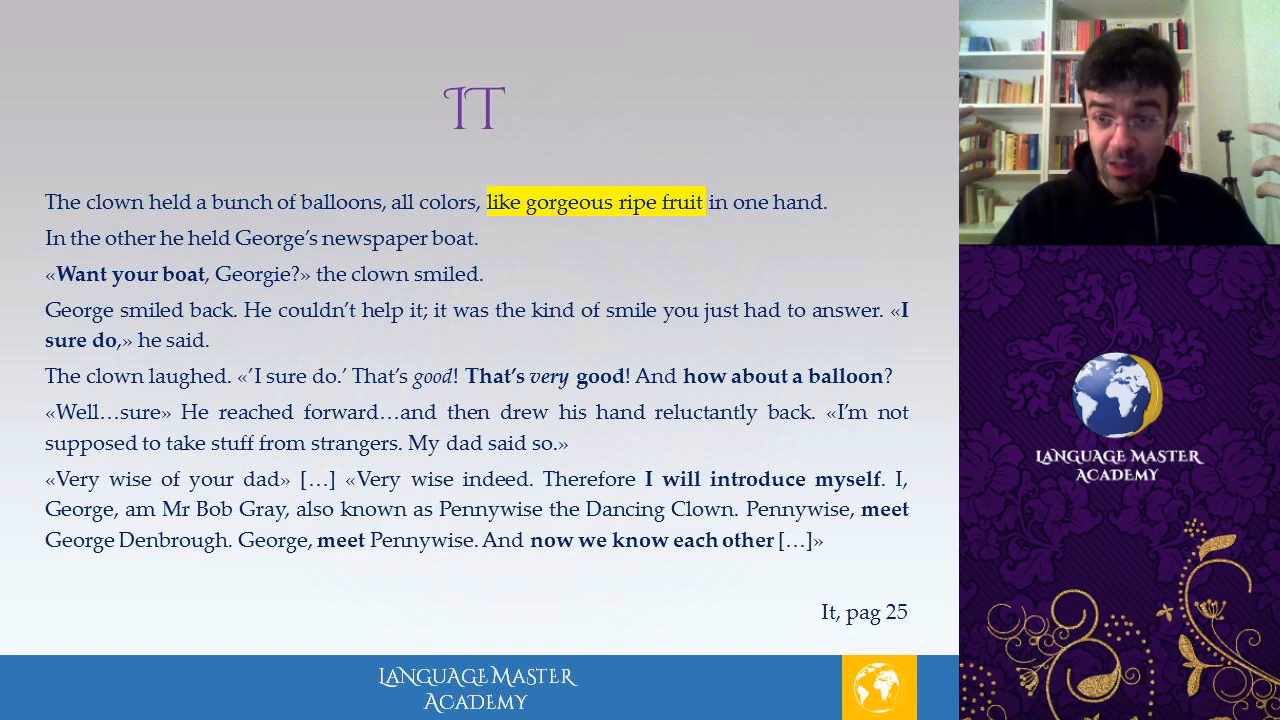 IT
The clown held a bunch of balloons, all colors, like gorgeous ripe fruit in one hand.
In the other he held George's newspaper boat.
«Want your boat, Georgie?» the clown smiled.
George smiled back. He couldn't help it; it was the kind of smile you just had to answer. «I
sure do,» he said.
The clown laughed. «'I sure do.' That's good! That's very good! And how about a balloon?
«Well…sure» He reached forward…and then drew his hand reluctantly back. «I'm not
supposed to take stuff from strangers. My dad said so.»
«Very wise of your dad» […] «Very wise indeed. Therefore I will introduce myself. I,
George, am Mr Bob Gray, also known as Pennywise the Dancing Clown. Pennywise, meet
George Denbrough. George, meet Pennywise. And now we know each other […]»
It, pag 25
LANGUAGE MASTER
ACADEMY
LANGUAGE MASTER
ACADEMY